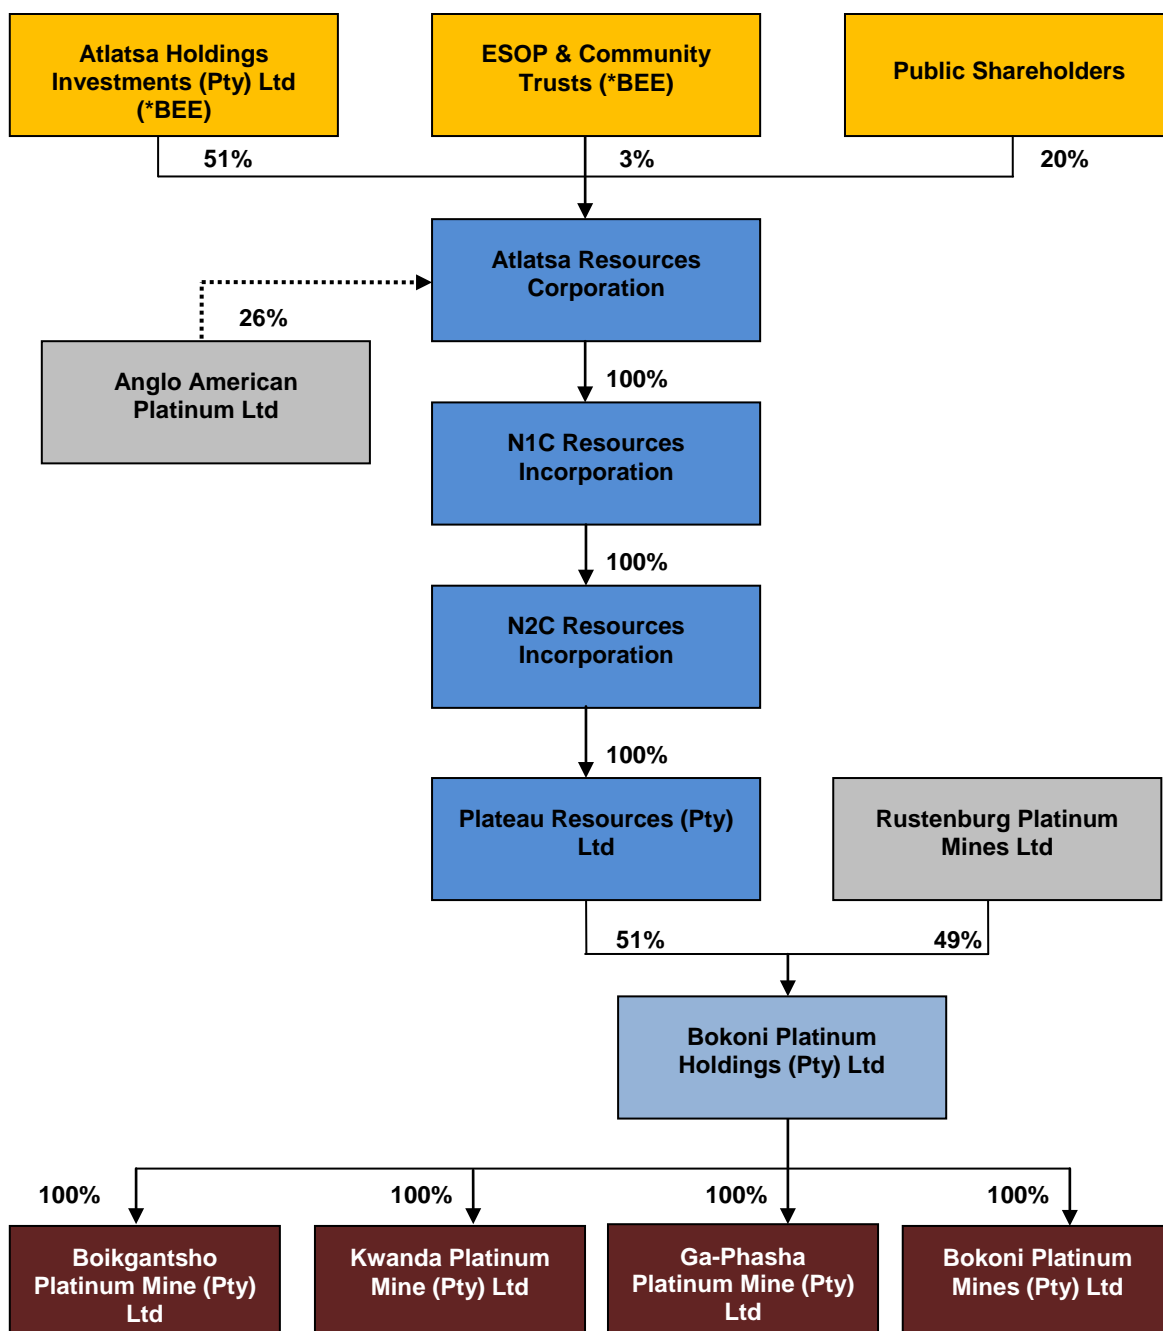 Atlatsa Holdings
Investments (Pty) Ltd
(*BEE)
ESOP & Community
Trusts (*BEE)
Public Shareholders
51%
3%
20%
Atlatsa Resources
Corporation
26%
Anglo American
Platinum Ltd
100%
N1C Resources
Incorporation
100%
N2C Resources
Incorporation
100%
Plateau Resources (Pty)
Ltd
Rustenburg Platinum
Mines Ltd
51%
49%
Bokoni Platinum
Holdings (Pty) Ltd
100%
100%
100%
100%
Boikgantsho
Platinum Mine (Pty)
Ltd
Kwanda Platinum
Mine (Pty) Ltd
Ga-Phasha
Platinum Mine (Pty)
Ltd
Bokoni Platinum
Mines (Pty) Ltd